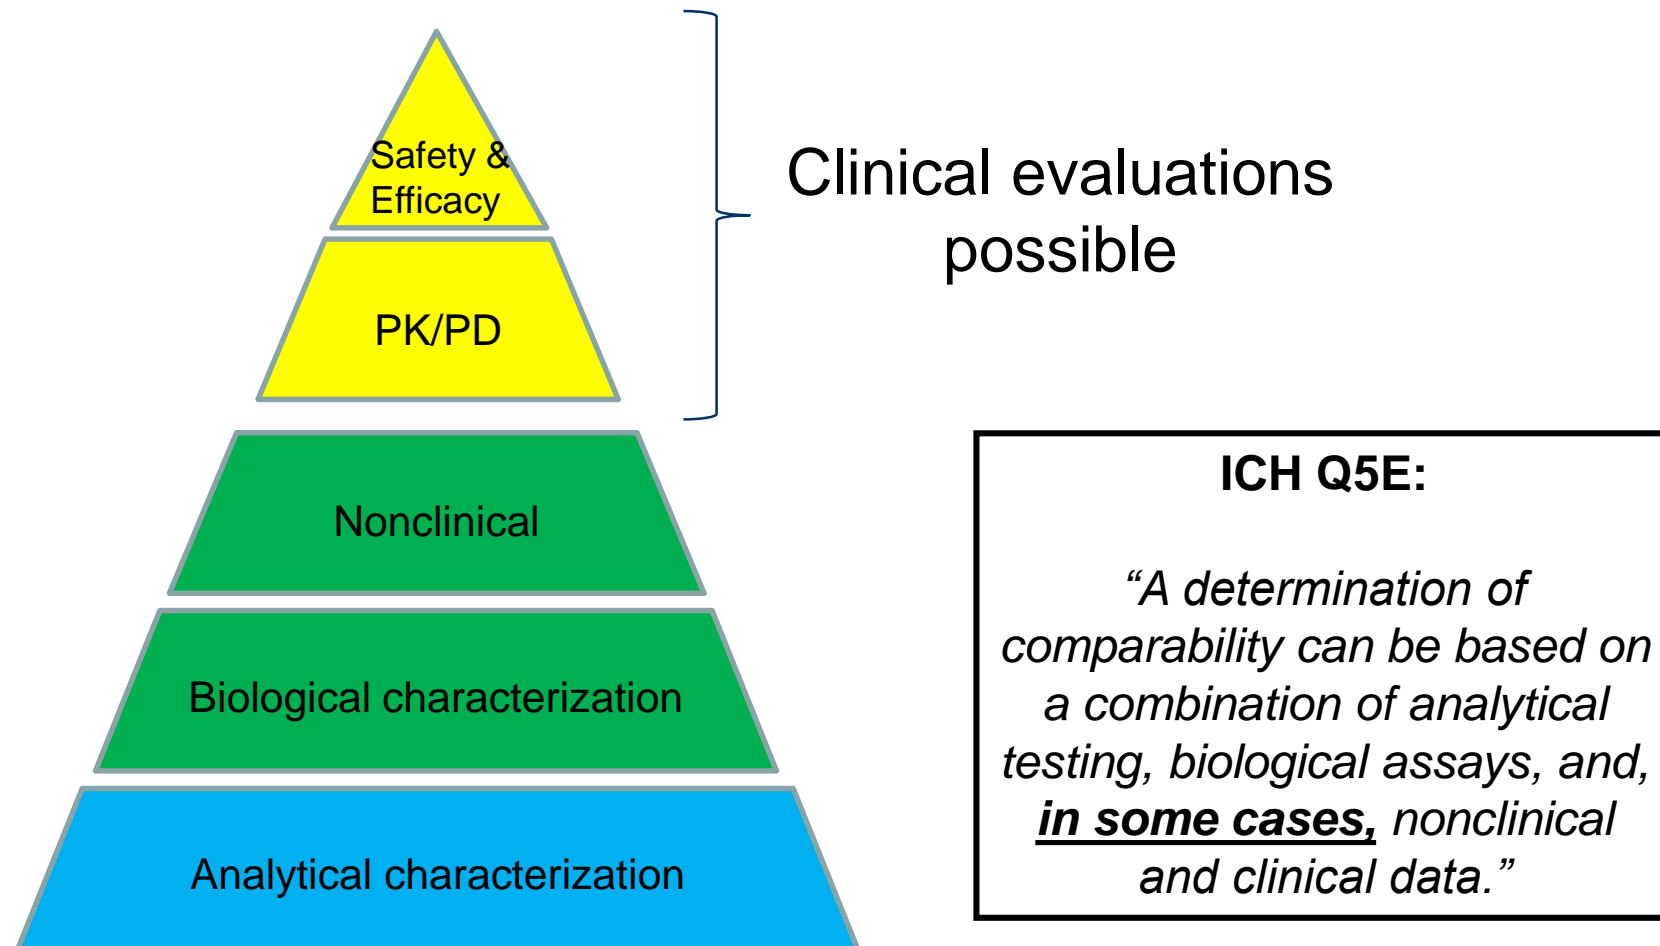 Safety &
Efficacy
PK/PD
Nonclinical
Biological characterization
Analytical characterization
Clinical evaluations
possible
ICH Q5E:
“A determination of
comparability can be based on
a combination of analytical
testing, biological assays, and,
in some cases, nonclinical
and clinical data.”